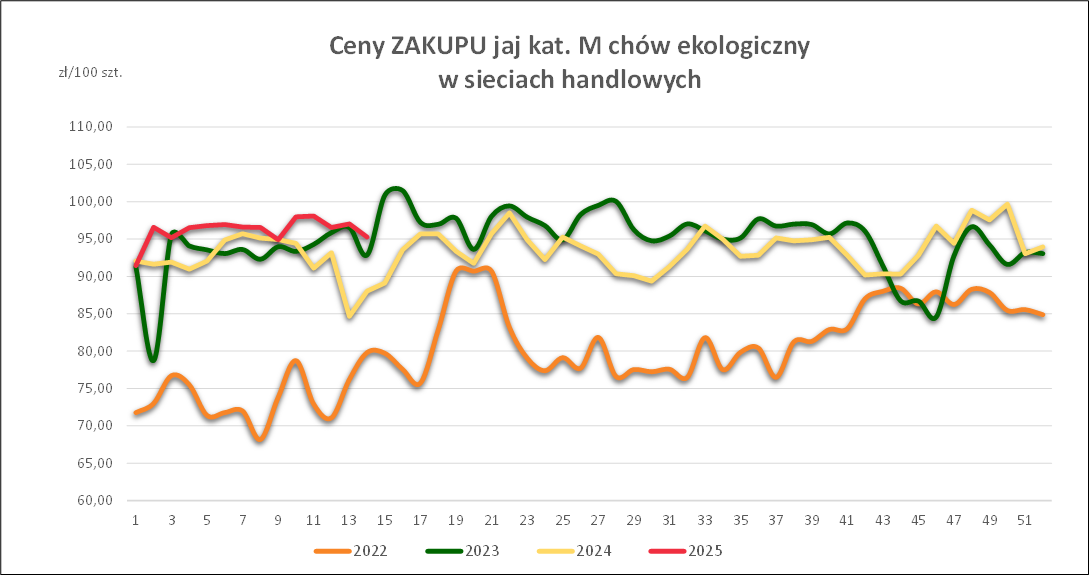 Ceny ZAKUPU jaj kat. M chów ekologiczny
w sieciach handlowych
zł/100 szt.
110,00
105,00
100,00
95,00
90,00
85,00
80,00
75,00
70,00
65,00
60,00
1 3 5 7 9 11 13 15 17 19 21 23 25 27 29 31 33 35 37 39 41 43 45 47 49 51
2022 2023 2024 2025